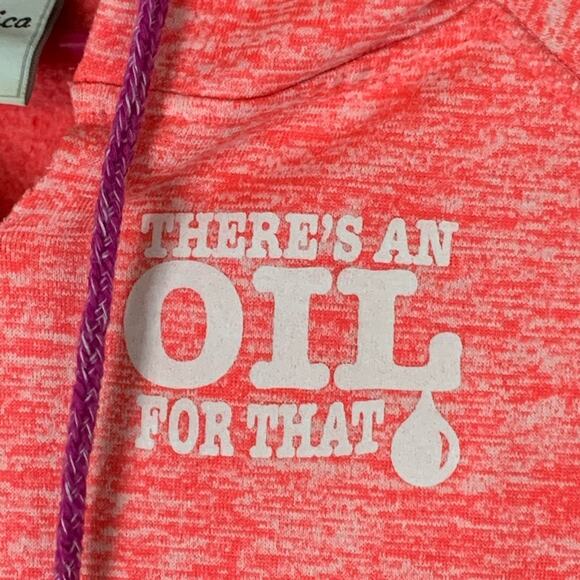 THERE'S AN
OIL
FOR THAT